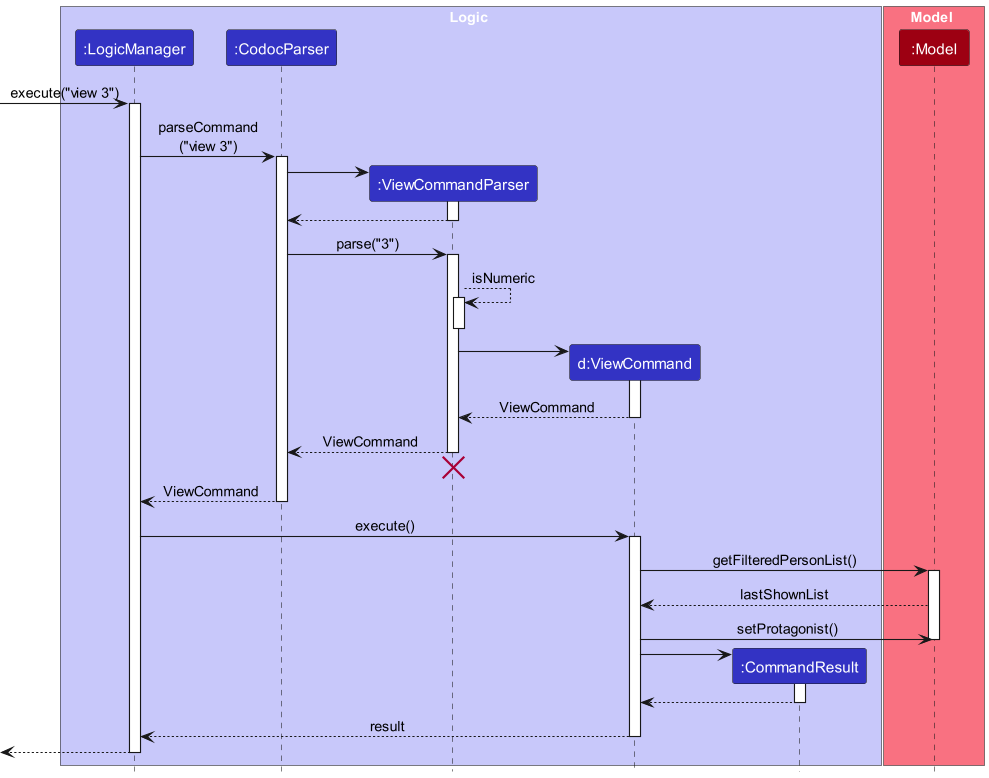 Logic
Model
:LogicManager
:CodocParser
:Model
execute("view 3")
parseCommand
("view 3")
:ViewCommandParser
parse("3")
isNumeric
d:ViewCommand
ViewCommand
ViewCommand
ViewCommand
execute()
getFilteredPersonList()
lastShownList
setProtagonist()
:CommandResult
result